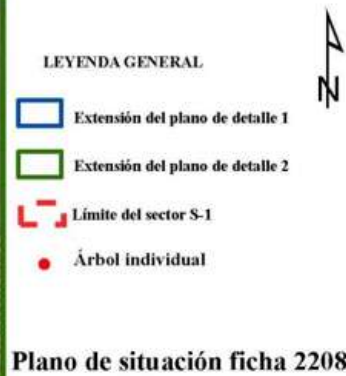 LEYENDA GENERAL
N
Extensión del plano de detalle 1
Extensión del plano de detalle 2
Límite del sector S-1
Árbol individual
Plano de situación ficha 2208